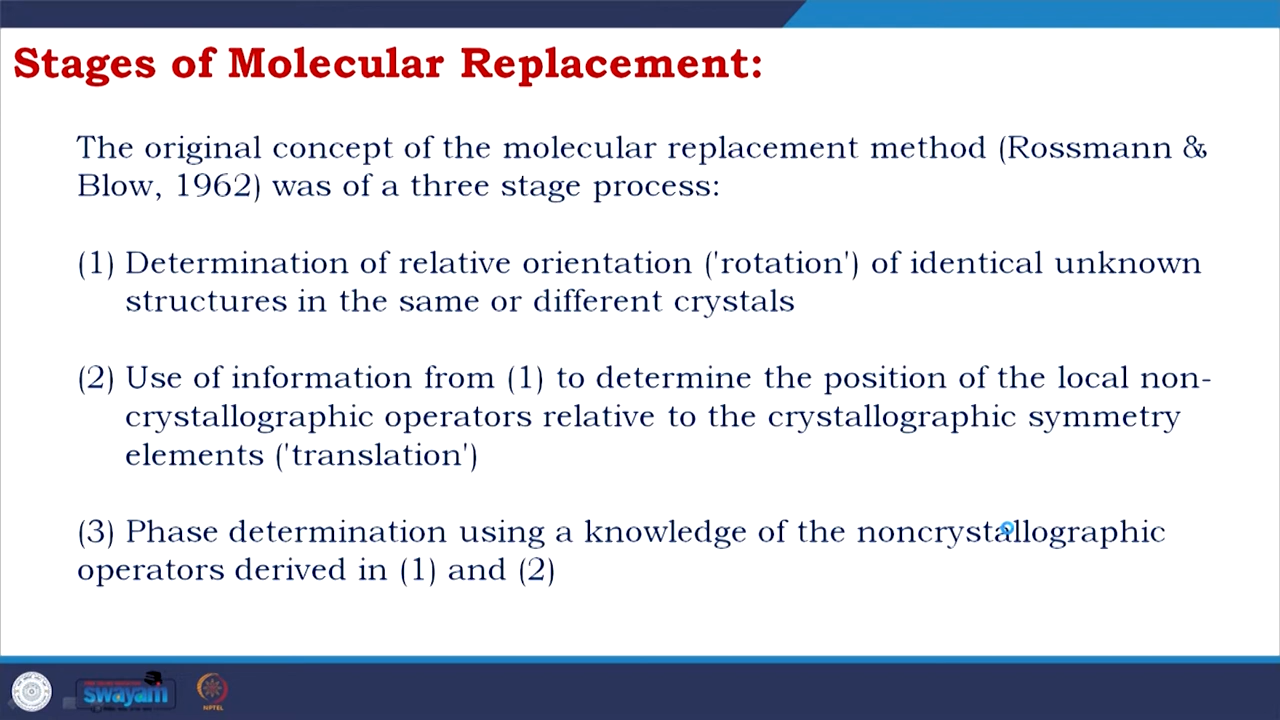 Stages of Molecular Replacement:
The original concept of the molecular replacement method (Rossmann &
Blow, 1962) was of a three stage process:
(1) Determination of relative orientation ('rotation') of identical unknown
structures in the same or different crystals
(2) Use of information from (1) to determine the position of the local non-
crystallographic operators relative to the crystallographic symmetry
elements ('translation')
(3) Phase determination using a knowledge of the noncrystallographic
operators derived in (1) and (2)
swayam
NPTEL